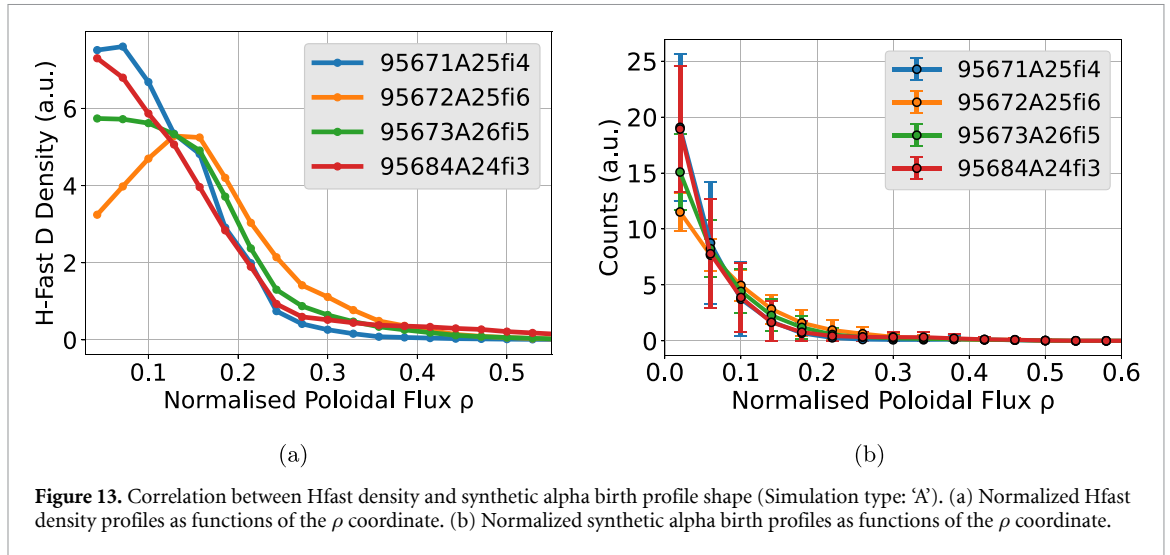 H-Fast D Density (a.u.)
6
4
2
0
0.1 0.2 0.3 0.4 0.5
Normalised Poloidal Flux ρ
95671A25fi4
95672A25fi6
95673A26fi5
95684A24fi3
(a)
Counts (a.u.)
25
20
15
10
5
0
0.0 0.1 0.2 0.3 0.4 0.5 0.6
Normalised Poloidal Flux ρ
95671A25fi4
95672A25fi6
95673A26fi5
95684A24fi3
(b)
Figure 13. Correlation between Hfast density and synthetic alpha birth profile shape (Simulation type: ‘A’). (a) Normalized Hfast
density profiles as functions of the ρ coordinate. (b) Normalized synthetic alpha birth profiles as functions of the ρ coordinate.